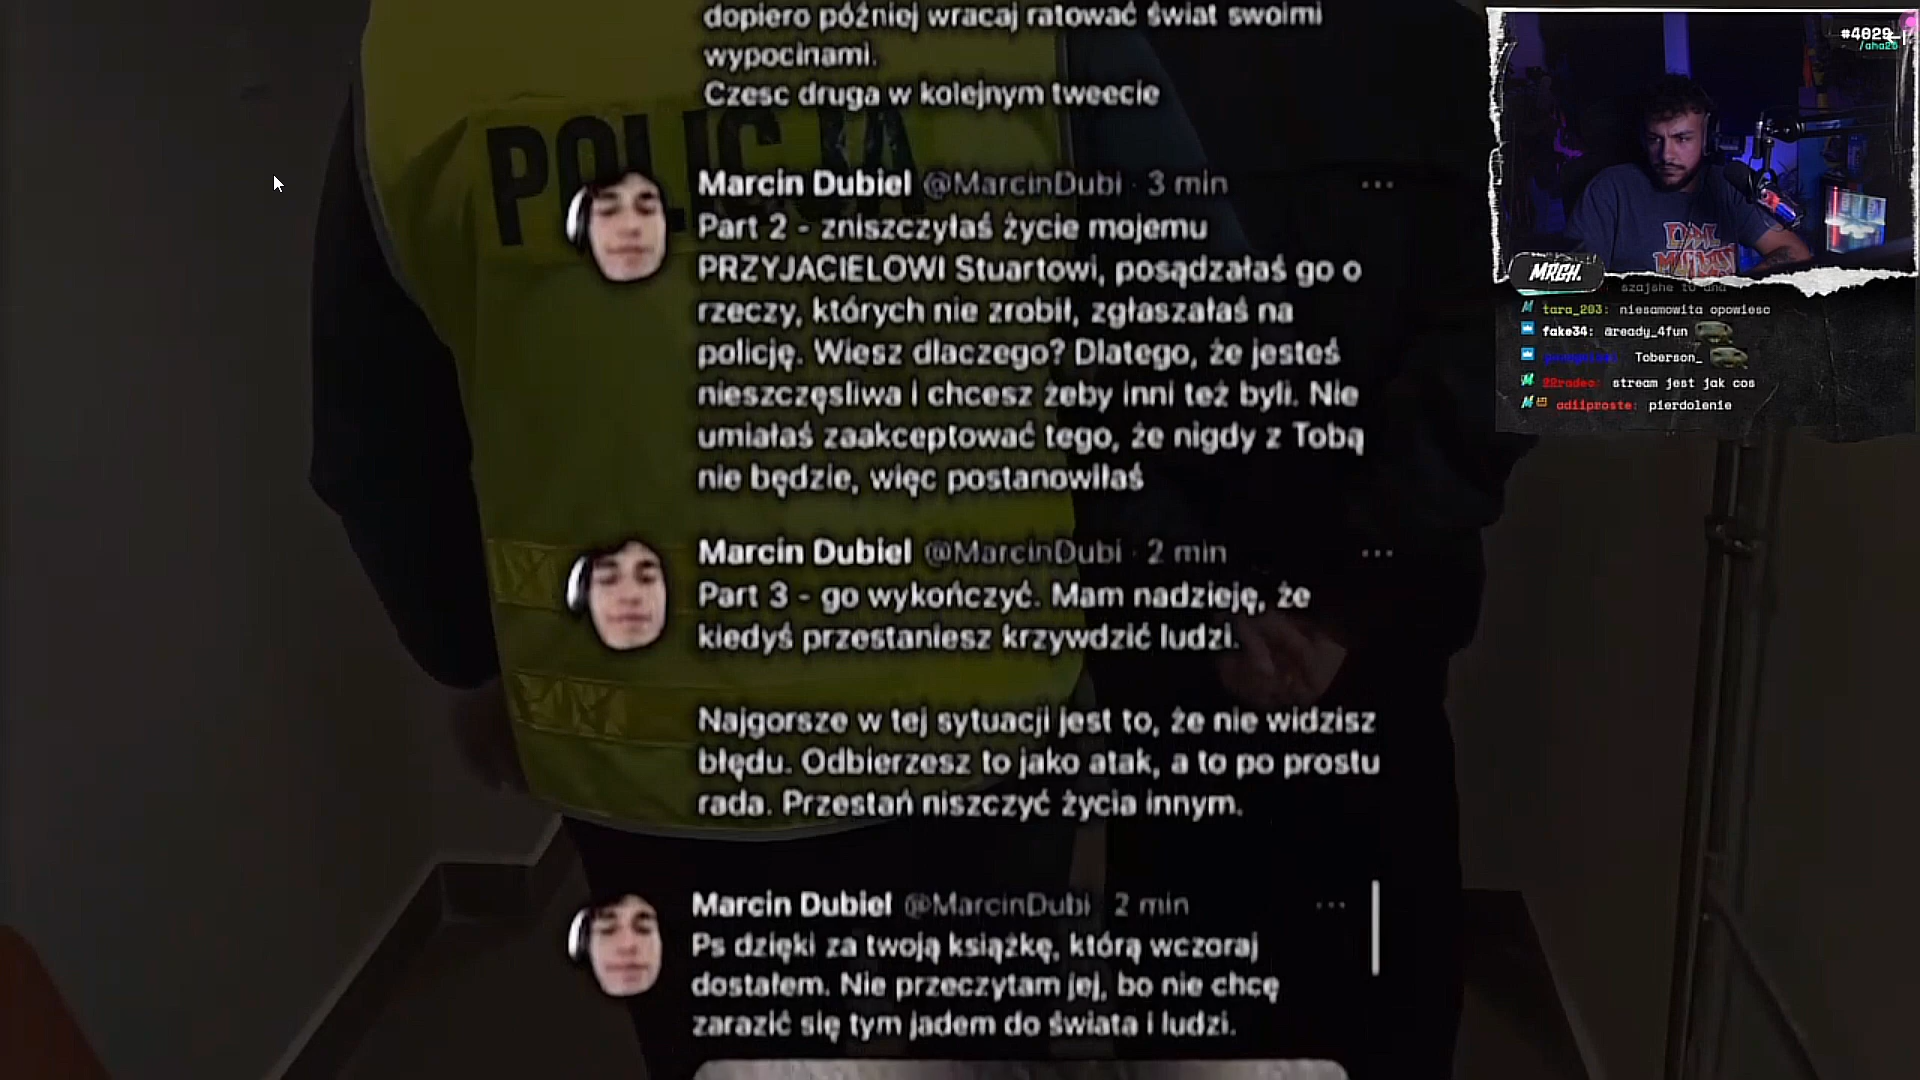 dopiero później wracaj ratować świat swoimi
wypocinami.
Czesc druga w kolejnym tweecie
POLICJA
Marcin Dubiel @MarcinDubi · 3 min
Part 2 - zniszczyłaś życie mojemu
PRZYJACIELOWI Stuartowi, posądzałaś go o
rzeczy, których nie zrobił, zgłaszałaś na
policję. Wiesz dlaczego? Dlatego, że jesteś
nieszczęsliwa i chcesz żeby inni też byli. Nie
umiałaś zaakceptować tego, że nigdy z Tobą
nie będzie, więc postanowiłaś
Marcin Dubiel @MarcinDubi · 2 min
Part 3 - go wykończyć. Mam nadzieję, że
kiedyś przestaniesz krzywdzić ludzi.
Najgorsze w tej sytuacji jest to, że nie widzisz
błędu. Odbierzesz to jako atak, a to po prostu
rada. Przestań niszczyć życia innym.
Marcin Dubiel @MarcinDubi · 2 min
Ps dzięki za twoją książkę, którą wczoraj
dostałem. Nie przeczytam jej, bo nie chcę
zarazić się tym jadem do świata i ludzi.
#4029
MRGH.
szajshe to aha
tara_203: niesamowita opowiesc
fake34: @ready_4fun
Toberson_
92rodeo: stream jest jak cos
adiiproste: pierdolenie